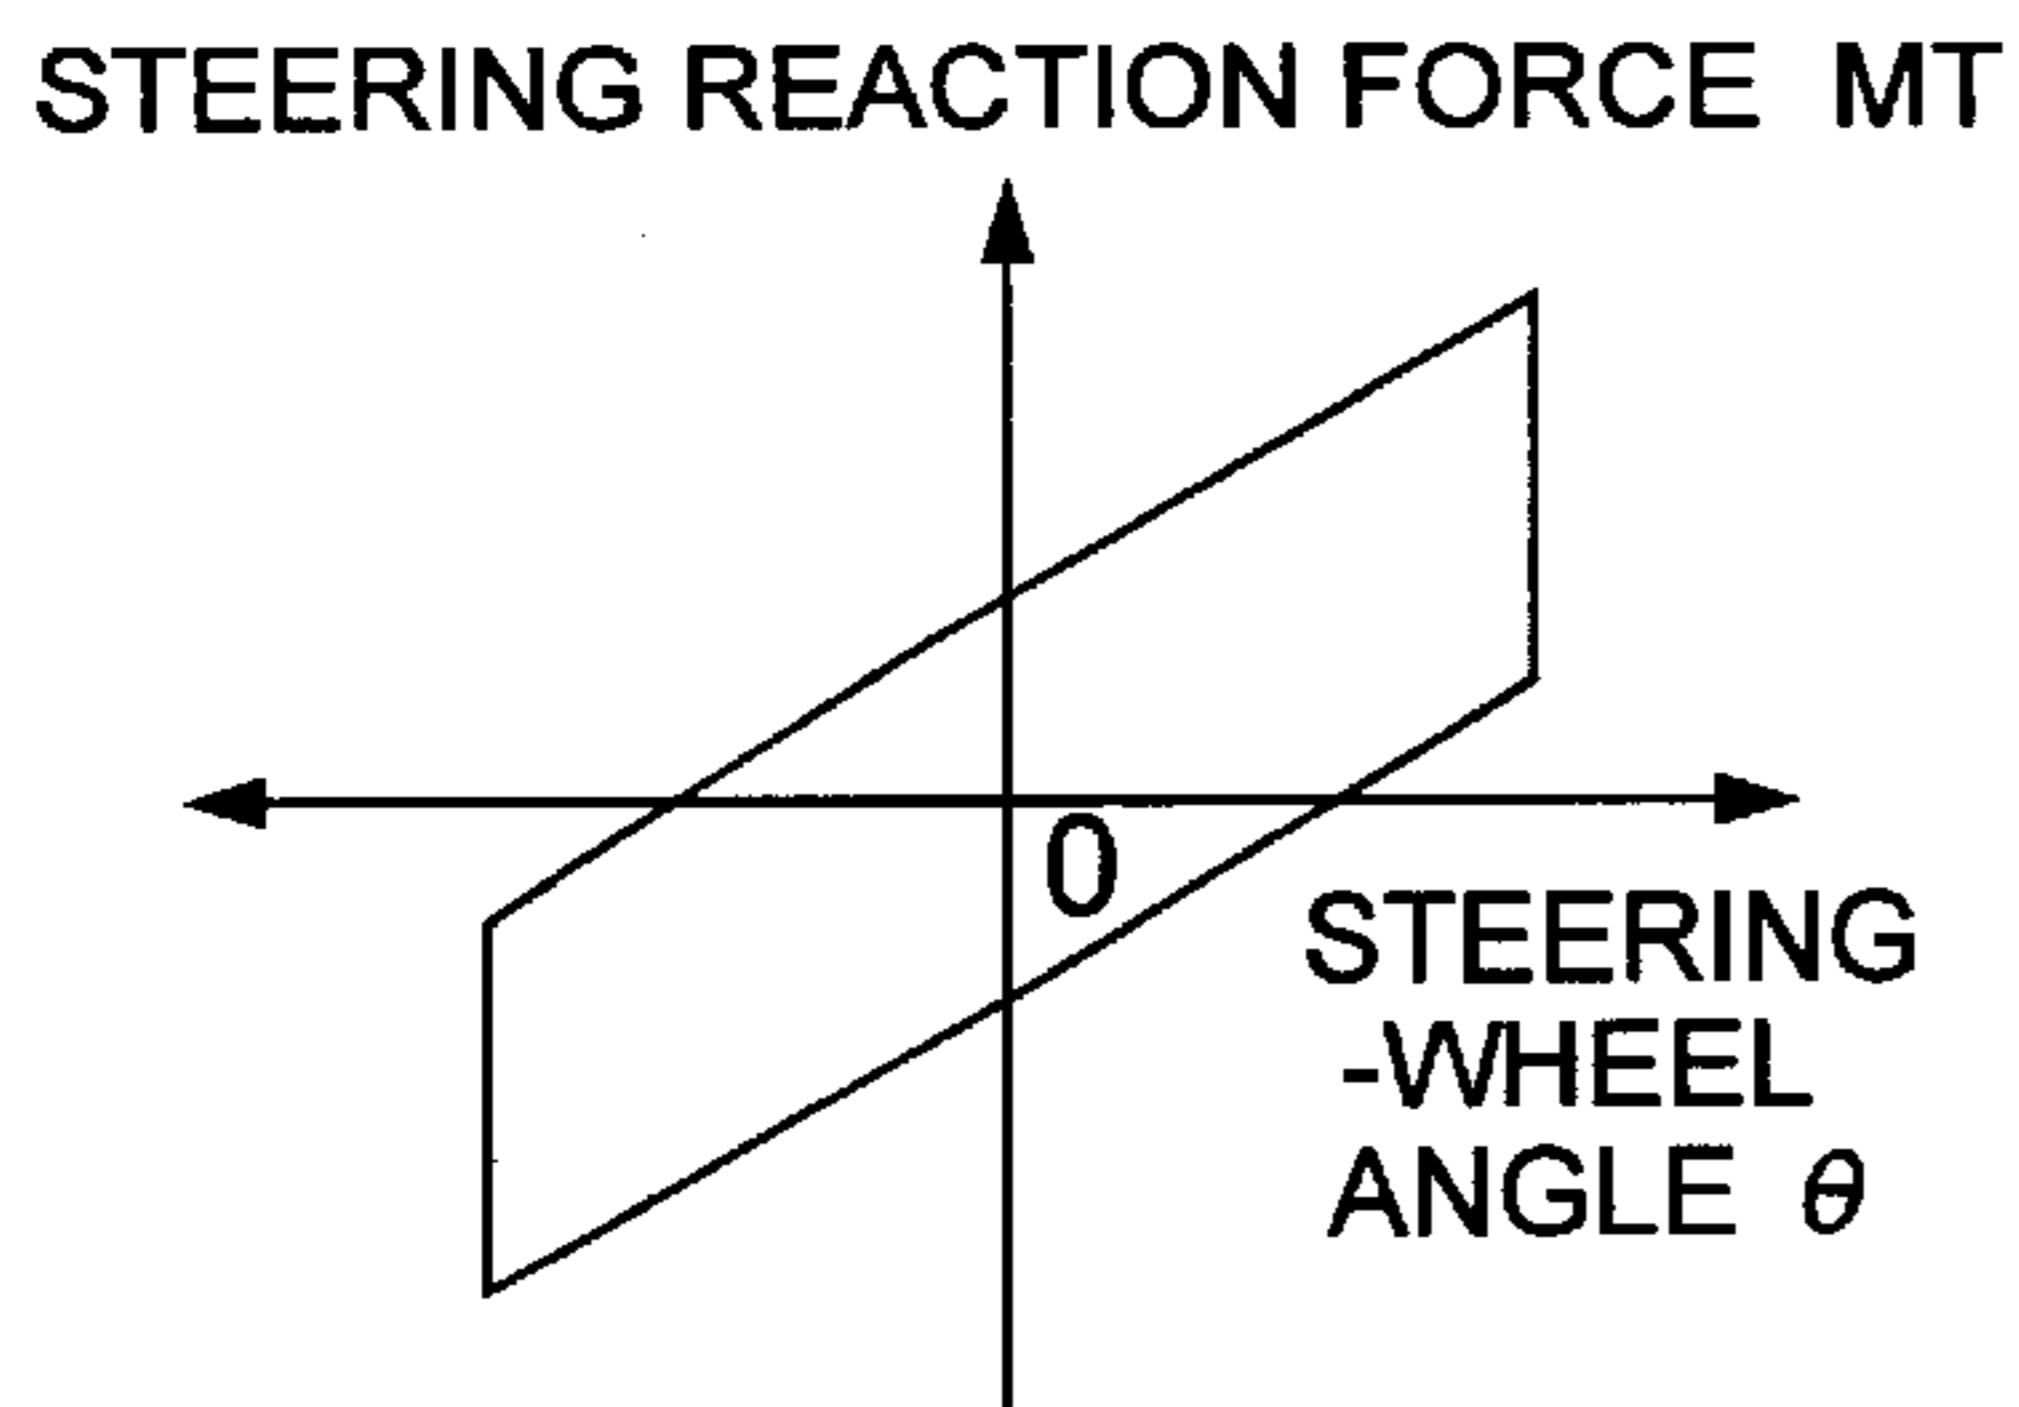 STEERING REACTION FORCE MT
0
STEERING
-WHEEL
ANGLE θ